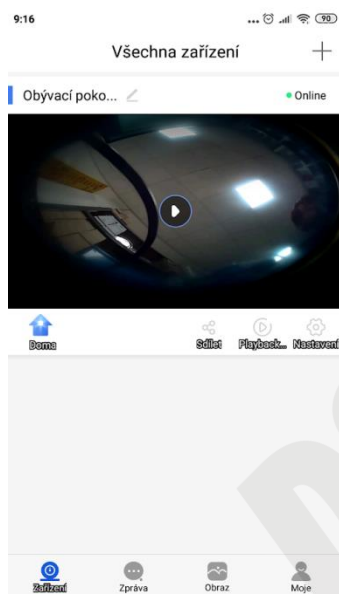 9:16
... 90
Všechna zařízení
Obývací poko...
Online
Doma
Sdílet
Playback...
Nastavení
Zařízení
Zpráva
Obraz
Moje